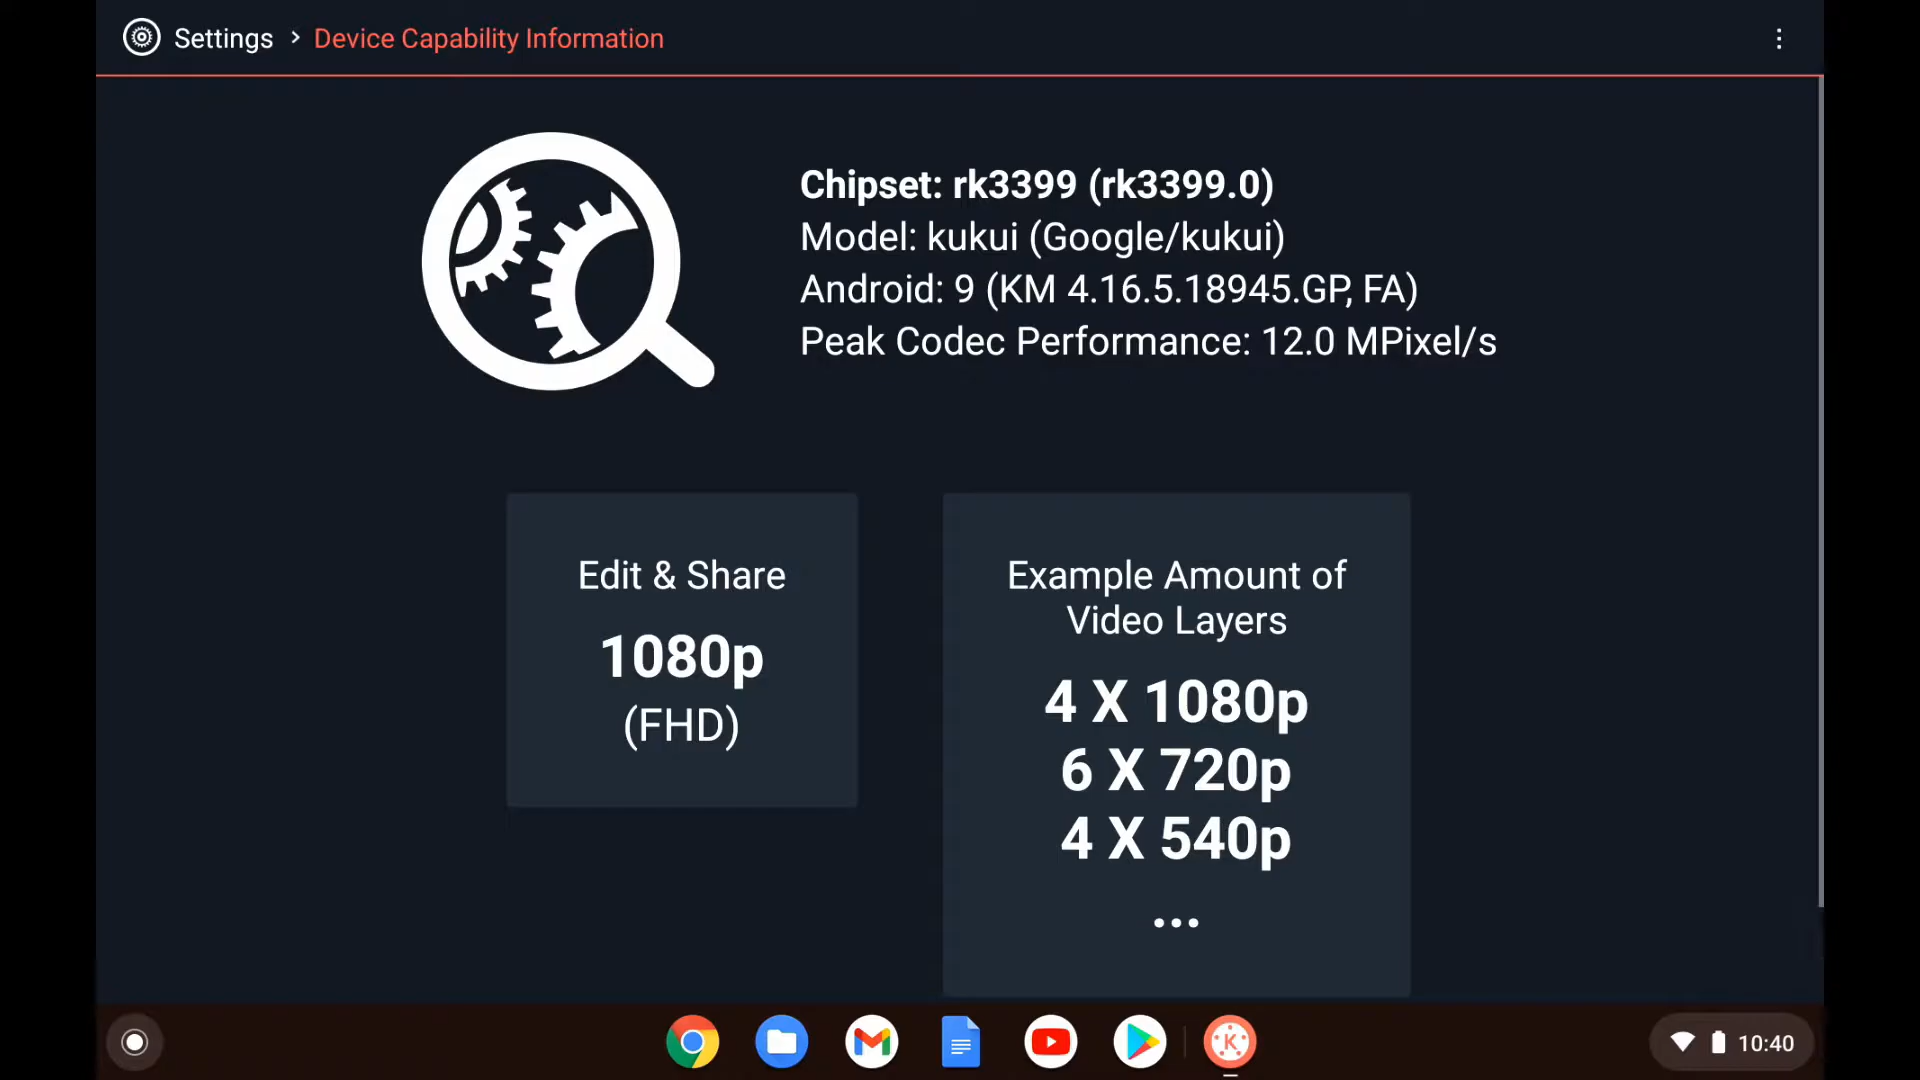 Settings > Device Capability Information
Chipset: rk3399 (rk3399.0)
Model: kukui (Google/kukui)
Android: 9 (KM 4.16.5.18945.GP, FA)
Peak Codec Performance: 12.0 MPixel/s
Edit & Share
1080p
(FHD)
Example Amount of
Video Layers
4 X 1080p
6 X 720p
4 X 540p
...
K
10:40